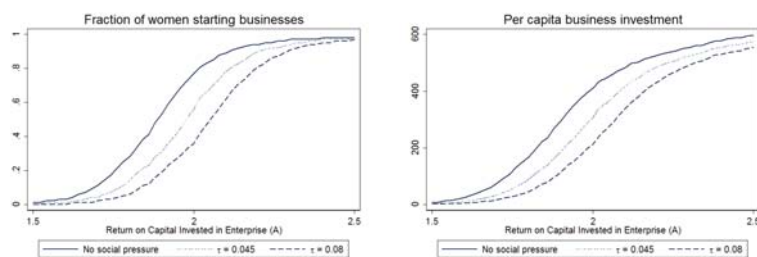 Fraction of women starting businesses
1
.8
.6
.4
.2
0
1.5
2
2.5
Return on Capital Invested in Enterprise (A)
No social pressure
τ = 0.045
τ = 0.08
Per capita business investment
600
400
200
0
1.5
2
2.5
Return on Capital Invested in Enterprise (A)
No social pressure
τ = 0.045
τ = 0.08